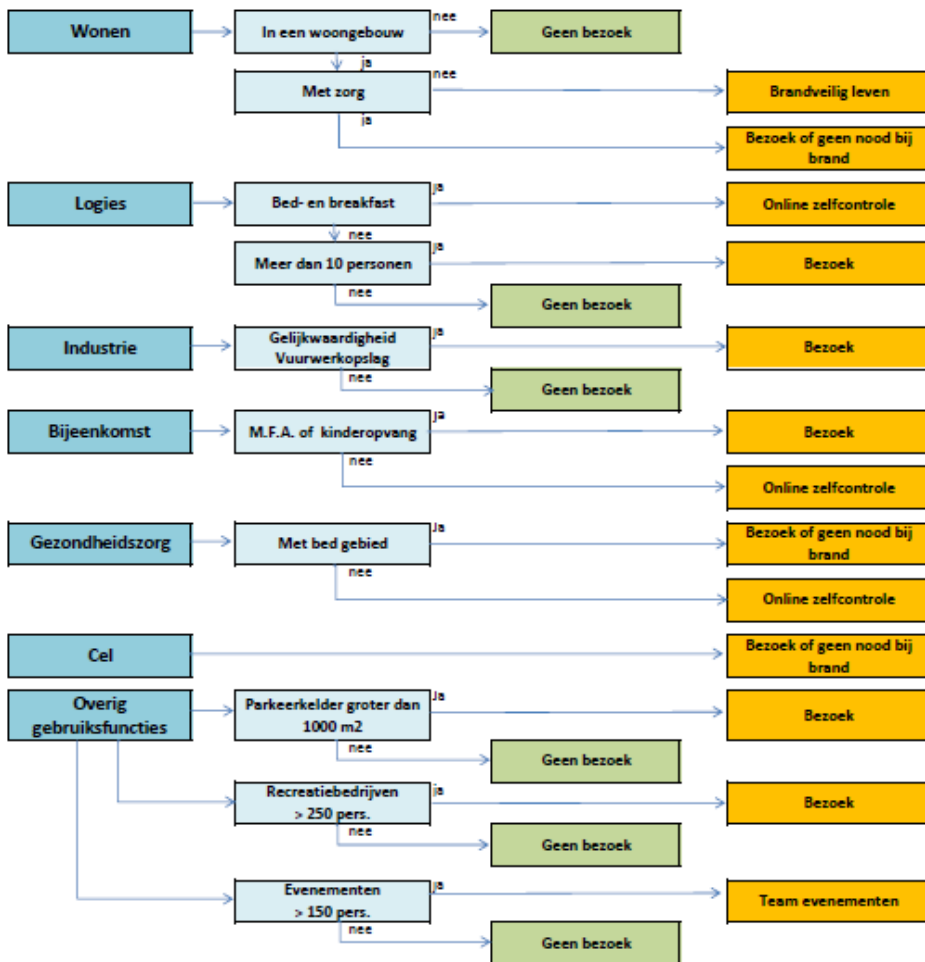 Wonen
In een woongebouw
nee
Geen bezoek
ja
Met zorg
nee
Brandveilig leven
ja
Bezoek of geen nood bij
brand
Logies
Bed- en breakfast
ja
Online zelfcontrole
nee
Meer dan 10 personen
ja
Bezoek
nee
Geen bezoek
Industrie
Gelijkwaardigheid
Vuurwerkopslag
ja
Bezoek
nee
Geen bezoek
Bijeenkomst
M.F.A. of kinderopvang
Ja
Bezoek
nee
Online zelfcontrole
Gezondheidszorg
Met bed gebied
Ja
Bezoek of geen nood bij
brand
nee
Online zelfcontrole
Cel
Bezoek of geen nood bij
brand
Overig
gebruiksfuncties
Parkeerkelder groter dan
1000 m2
Ja
Bezoek
nee
Geen bezoek
Recreatiebedrijven
> 250 pers.
ja
Bezoek
nee
Geen bezoek
Evenementen
> 150 pers.
ja
Team evenementen
nee
Geen bezoek